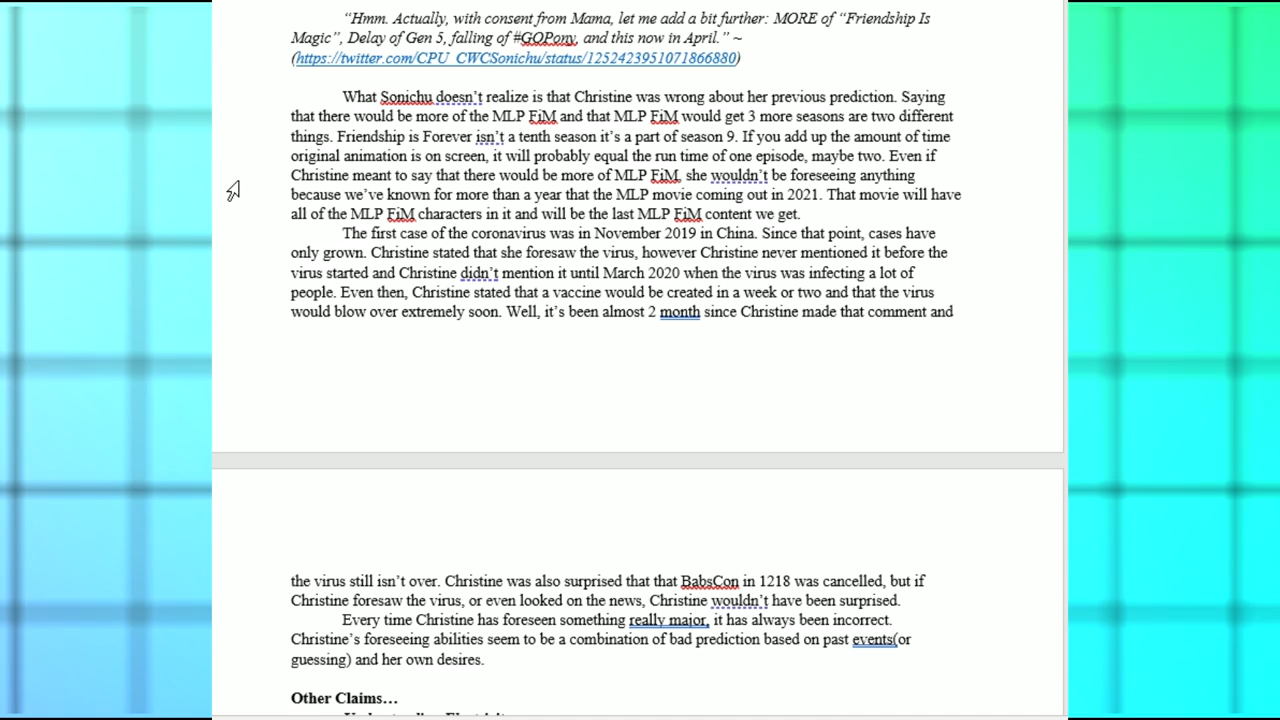 “Hmm. Actually, with consent from Mama, let me add a bit further: MORE of “Friendship Is
Magic”, Delay of Gen 5, falling of #GOPony, and this now in April.” ~
(https://twitter.com/CPU_CWCSonichu/status/1252423951071866880)
What Sonichu doesn’t realize is that Christine was wrong about her previous prediction. Saying
that there would be more of the MLP FiM and that MLP FiM would get 3 more seasons are two different
things. Friendship is Forever isn’t a tenth season it’s a part of season 9. If you add up the amount of time
original animation is on screen, it will probably equal the run time of one episode, maybe two. Even if
Christine meant to say that there would be more of MLP FiM, she wouldn’t be foreseeing anything
because we’ve known for more than a year that the MLP movie coming out in 2021. That movie will have
all of the MLP FiM characters in it and will be the last MLP FiM content we get.
The first case of the coronavirus was in November 2019 in China. Since that point, cases have
only grown. Christine stated that she foresaw the virus, however Christine never mentioned it before the
virus started and Christine didn’t mention it until March 2020 when the virus was infecting a lot of
people. Even then, Christine stated that a vaccine would be created in a week or two and that the virus
would blow over extremely soon. Well, it’s been almost 2 month since Christine made that comment and
the virus still isn’t over. Christine was also surprised that that BabsCon in 1218 was cancelled, but if
Christine foresaw the virus, or even looked on the news, Christine wouldn’t have been surprised.
Every time Christine has foreseen something really major, it has always been incorrect.
Christine’s foreseeing abilities seem to be a combination of bad prediction based on past events(or
guessing) and her own desires.
Other Claims…